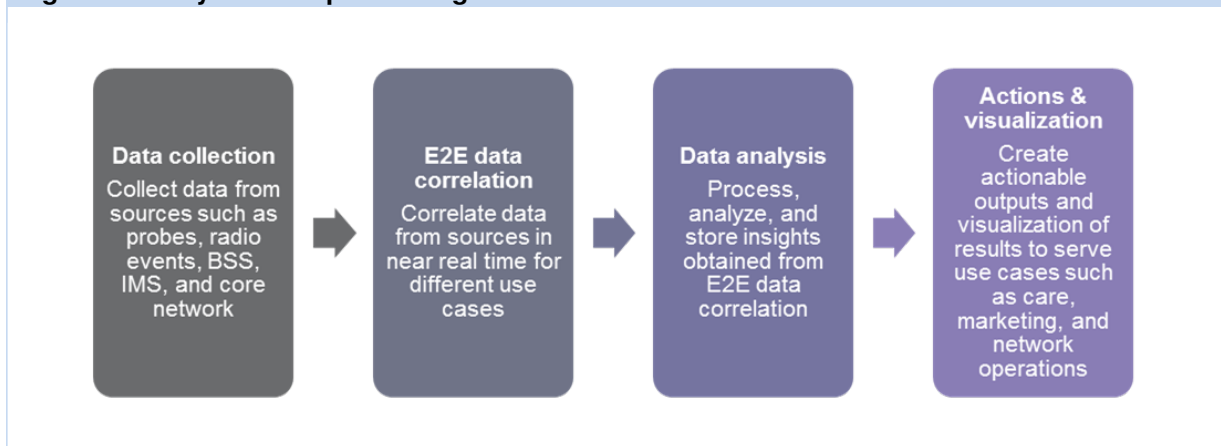 Data collection
Collect data from
sources such as
probes, radio
events, BSS,
IMS, and core
network
E2E data
correlation
Correlate data
from sources in
near real time for
different use
cases
Data analysis
Process,
analyze, and
store insights
obtained from
E2E data
correlation
Actions &
visualization
Create
actionable
outputs and
visualization of
results to serve
use cases such
as care,
marketing, and
network
operations